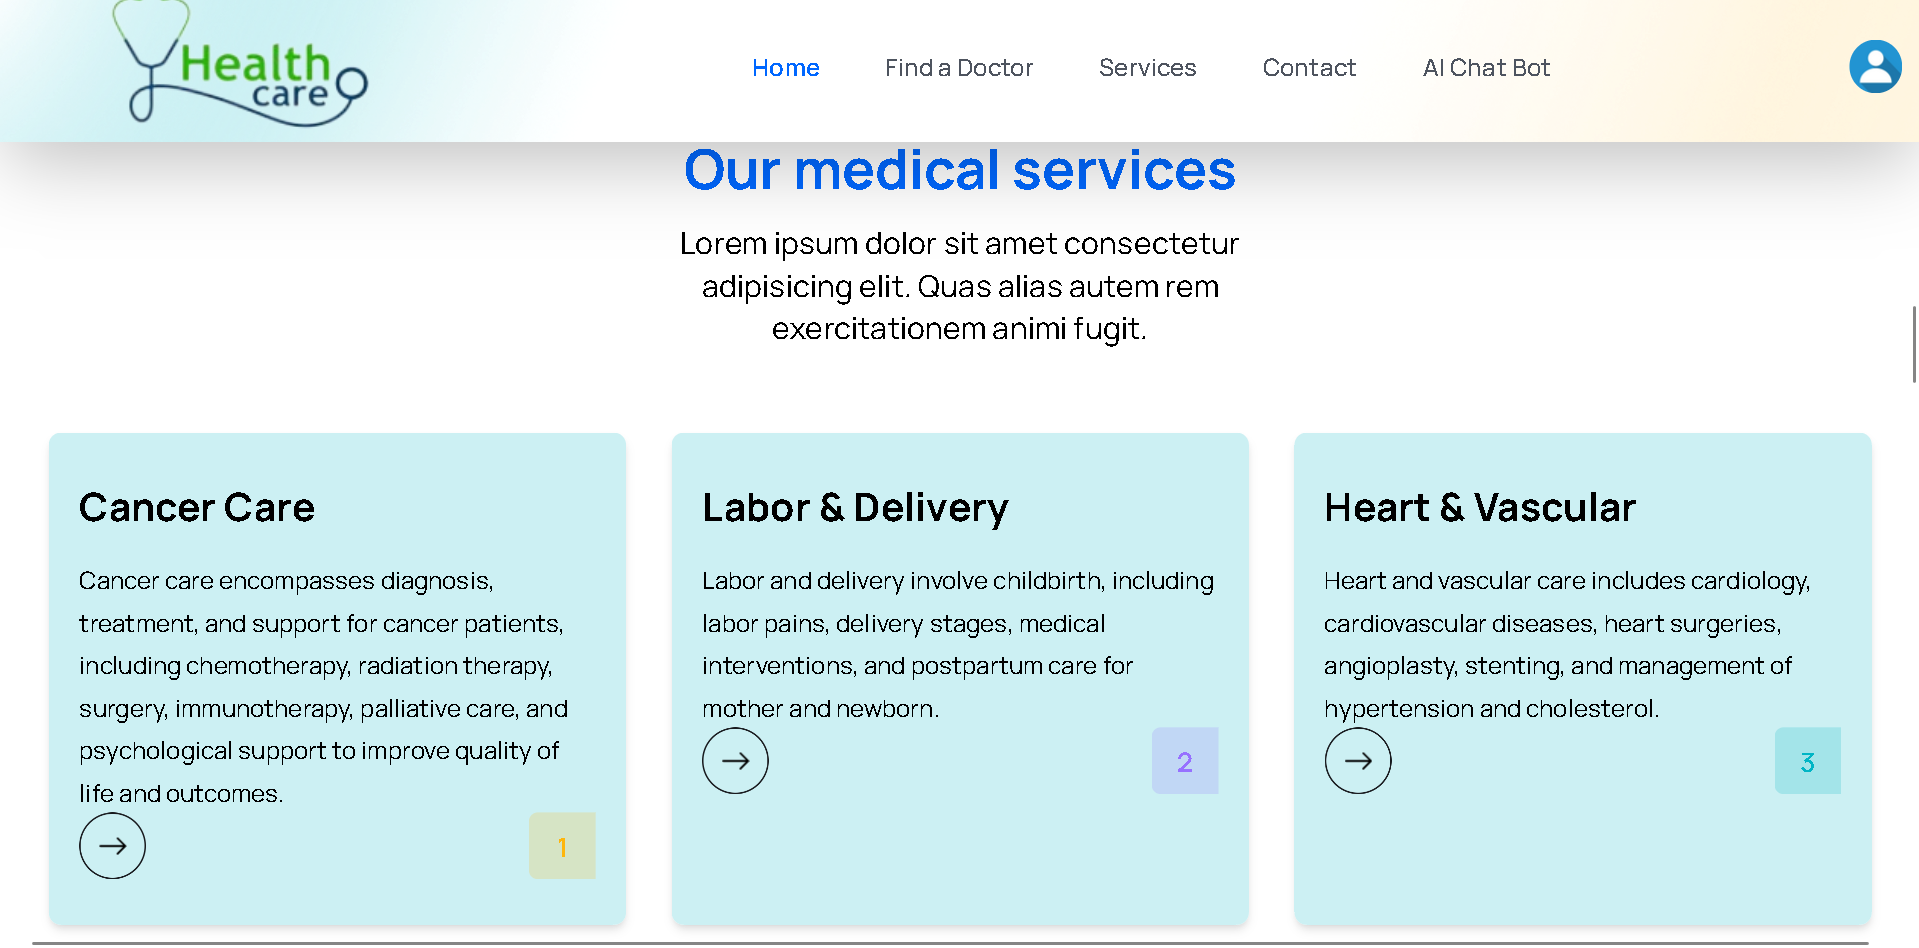 Health
care
Home
Find a Doctor
Services
Contact
AI Chat Bot
Our medical services
Lorem ipsum dolor sit amet consectetur
adipisicing elit. Quas alias autem rem
exercitationem animi fugit.
Cancer Care
Cancer care encompasses diagnosis,
treatment, and support for cancer patients,
including chemotherapy, radiation therapy,
surgery, immunotherapy, palliative care, and
psychological support to improve quality of
life and outcomes.
1
Labor & Delivery
Labor and delivery involve childbirth, including
labor pains, delivery stages, medical
interventions, and postpartum care for
mother and newborn.
2
Heart & Vascular
Heart and vascular care includes cardiology,
cardiovascular diseases, heart surgeries,
angioplasty, stenting, and management of
hypertension and cholesterol.
3